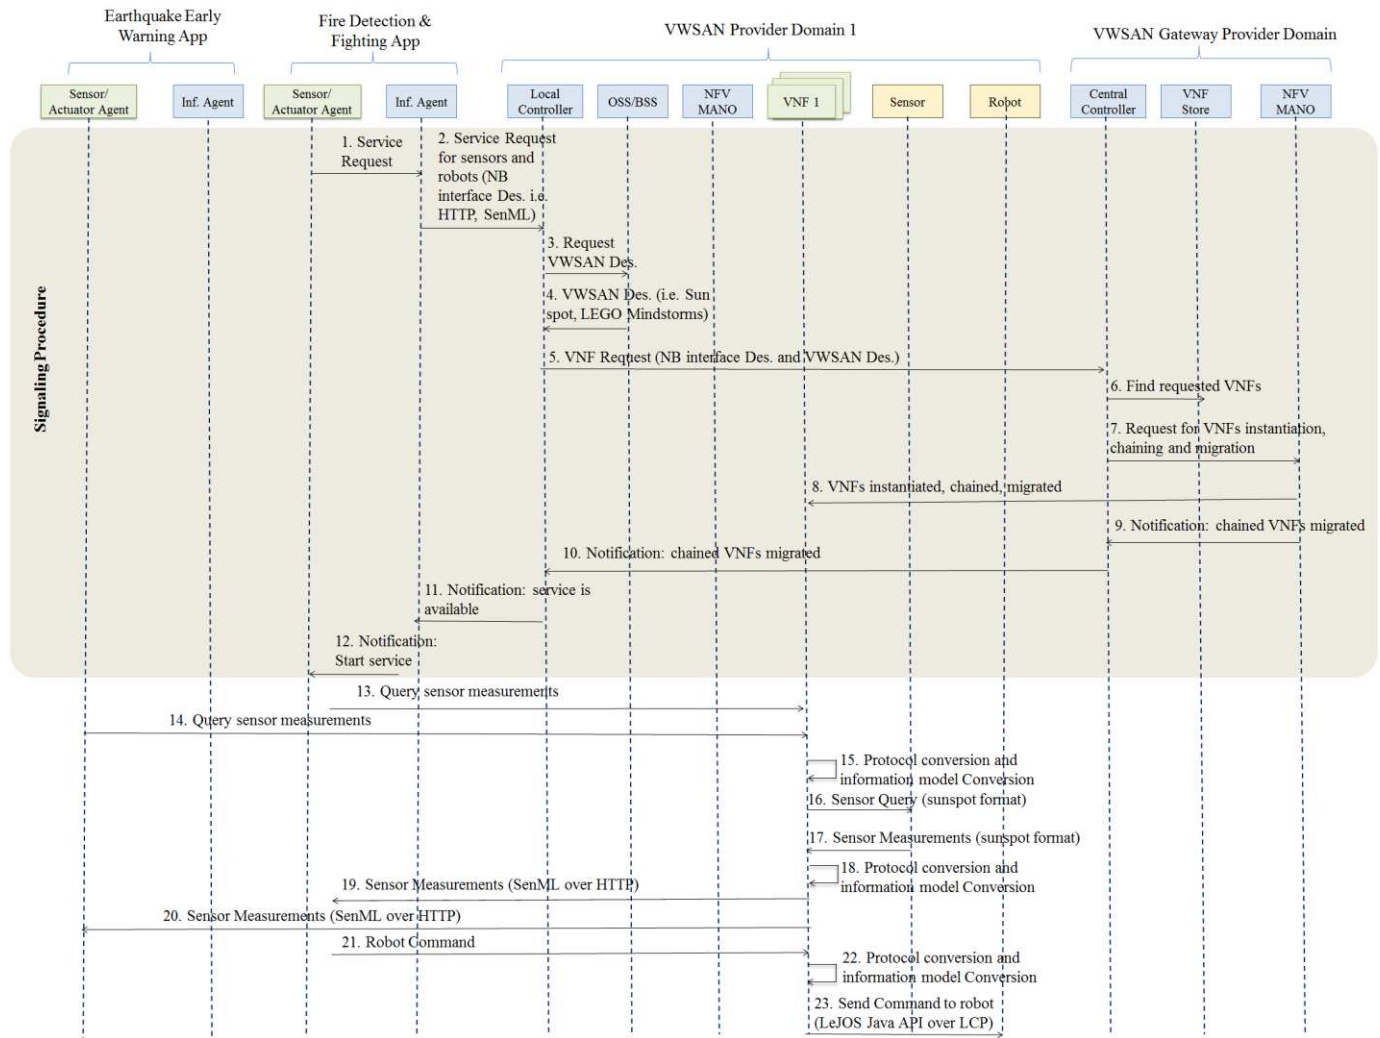 Earthquake Early
Warning App
Fire Detection &
Fighting App
VWSAN Provider Domain 1
VWSAN Gateway Provider Domain
Sensor/
Actuator Agent
Inf. Agent
Sensor/
Actuator Agent
Inf. Agent
Local
Controller
OSS/BSS
NFV
MANO
VNF 1
Sensor
Robot
Central
Controller
VNF
Store
NFV
MANO
Signaling Procedure
1. Service
Request
2. Service Request
for sensors and
robots (NB
interface Des. i.e.
HTTP, SenML)
3. Request
VWSAN Des.
4. VWSAN Des. (i.e. Sun
spot, LEGO Mindstorms)
5. VNF Request (NB interface Des. and VWSAN Des.)
6. Find requested VNFs
7. Request for VNFs instantiation,
chaining and migration
8. VNFs instantiated, chained, migrated
9. Notification: chained VNFs migrated
10. Notification: chained VNFs migrated
11. Notification: service is
available
12. Notification:
Start service
13. Query sensor measurements
14. Query sensor measurements
15. Protocol conversion and
information model Conversion
16. Sensor Query (sunspot format)
17. Sensor Measurements (sunspot format)
18. Protocol conversion and
information model Conversion
19. Sensor Measurements (SenML over HTTP)
20. Sensor Measurements (SenML over HTTP)
21. Robot Command
22. Protocol conversion and
information model Conversion
23. Send Command to robot
(LeJOS Java API over LCP)